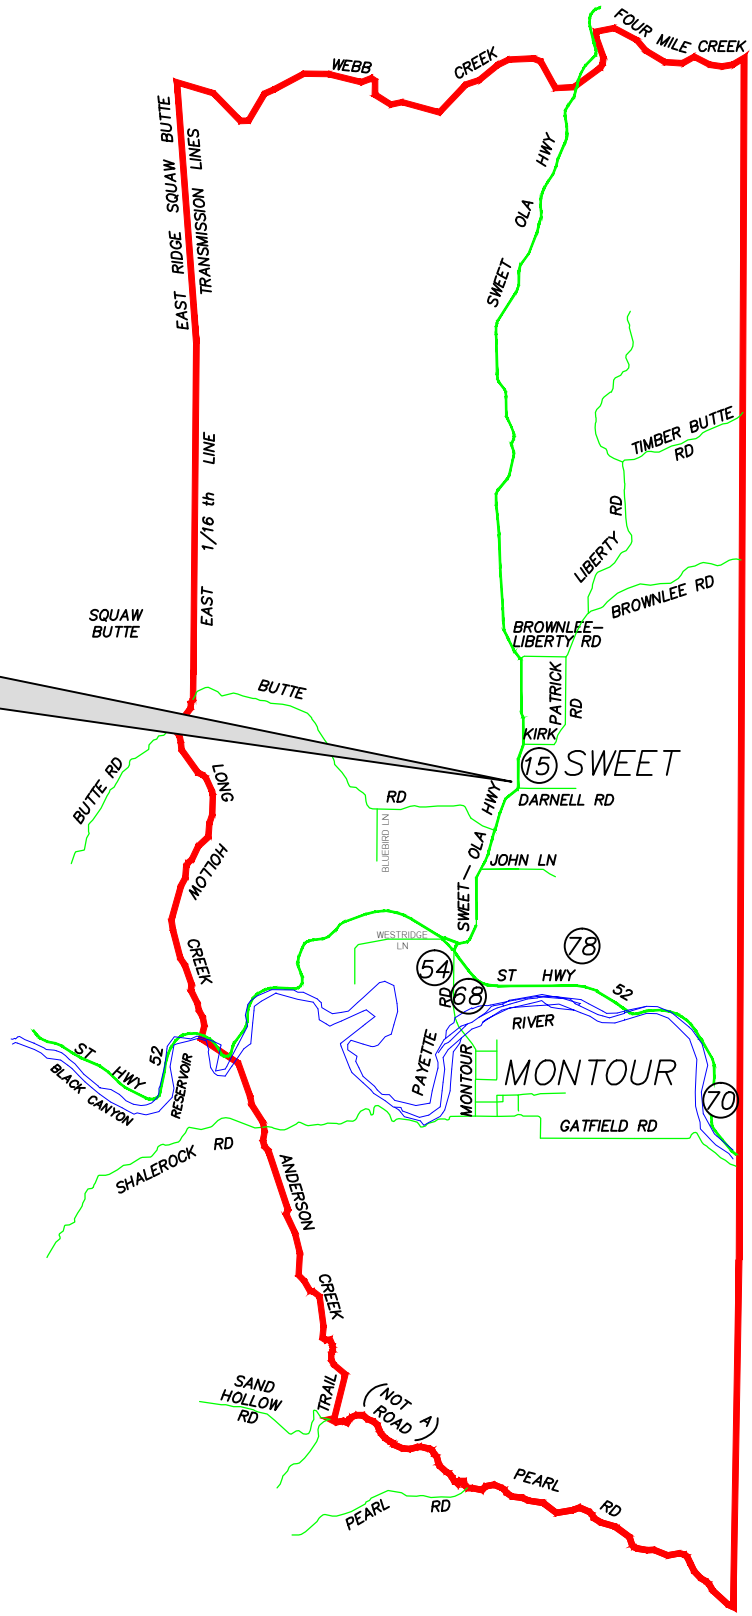 FOUR MILE CREEK
WEBB
CREEK
EAST RIDGE SQUAW BUTTE
TRANSMISSION LINES
SWEET OLA HWY
TIMBER BUTTE
RD
EAST 1/16 th LINE
LIBERTY RD
BROWNLEE RD
SQUAW
BUTTE
BROWNLEE-
LIBERTY RD
PATRICK
RD
BUTTE
KIRK
15 SWEET
BUTTE RD
LONG
RD
DARNELL RD
BLUEBIRD LN
SWEET - OLA HWY
JOHN LN
HOLLOW
CREEK
WESTRIDGE
LN
54
78
ST HWY 52
68
RD
RIVER
PAYETTE
MONTOUR
MONTOUR
ST HWY 52
BLACK CANYON
RESERVOIR
70
GATFIELD RD
SHALEROCK RD
ANDERSON
CREEK
TRAIL
SAND
HOLLOW
RD
(NOT A
ROAD)
PEARL RD
PEARL RD